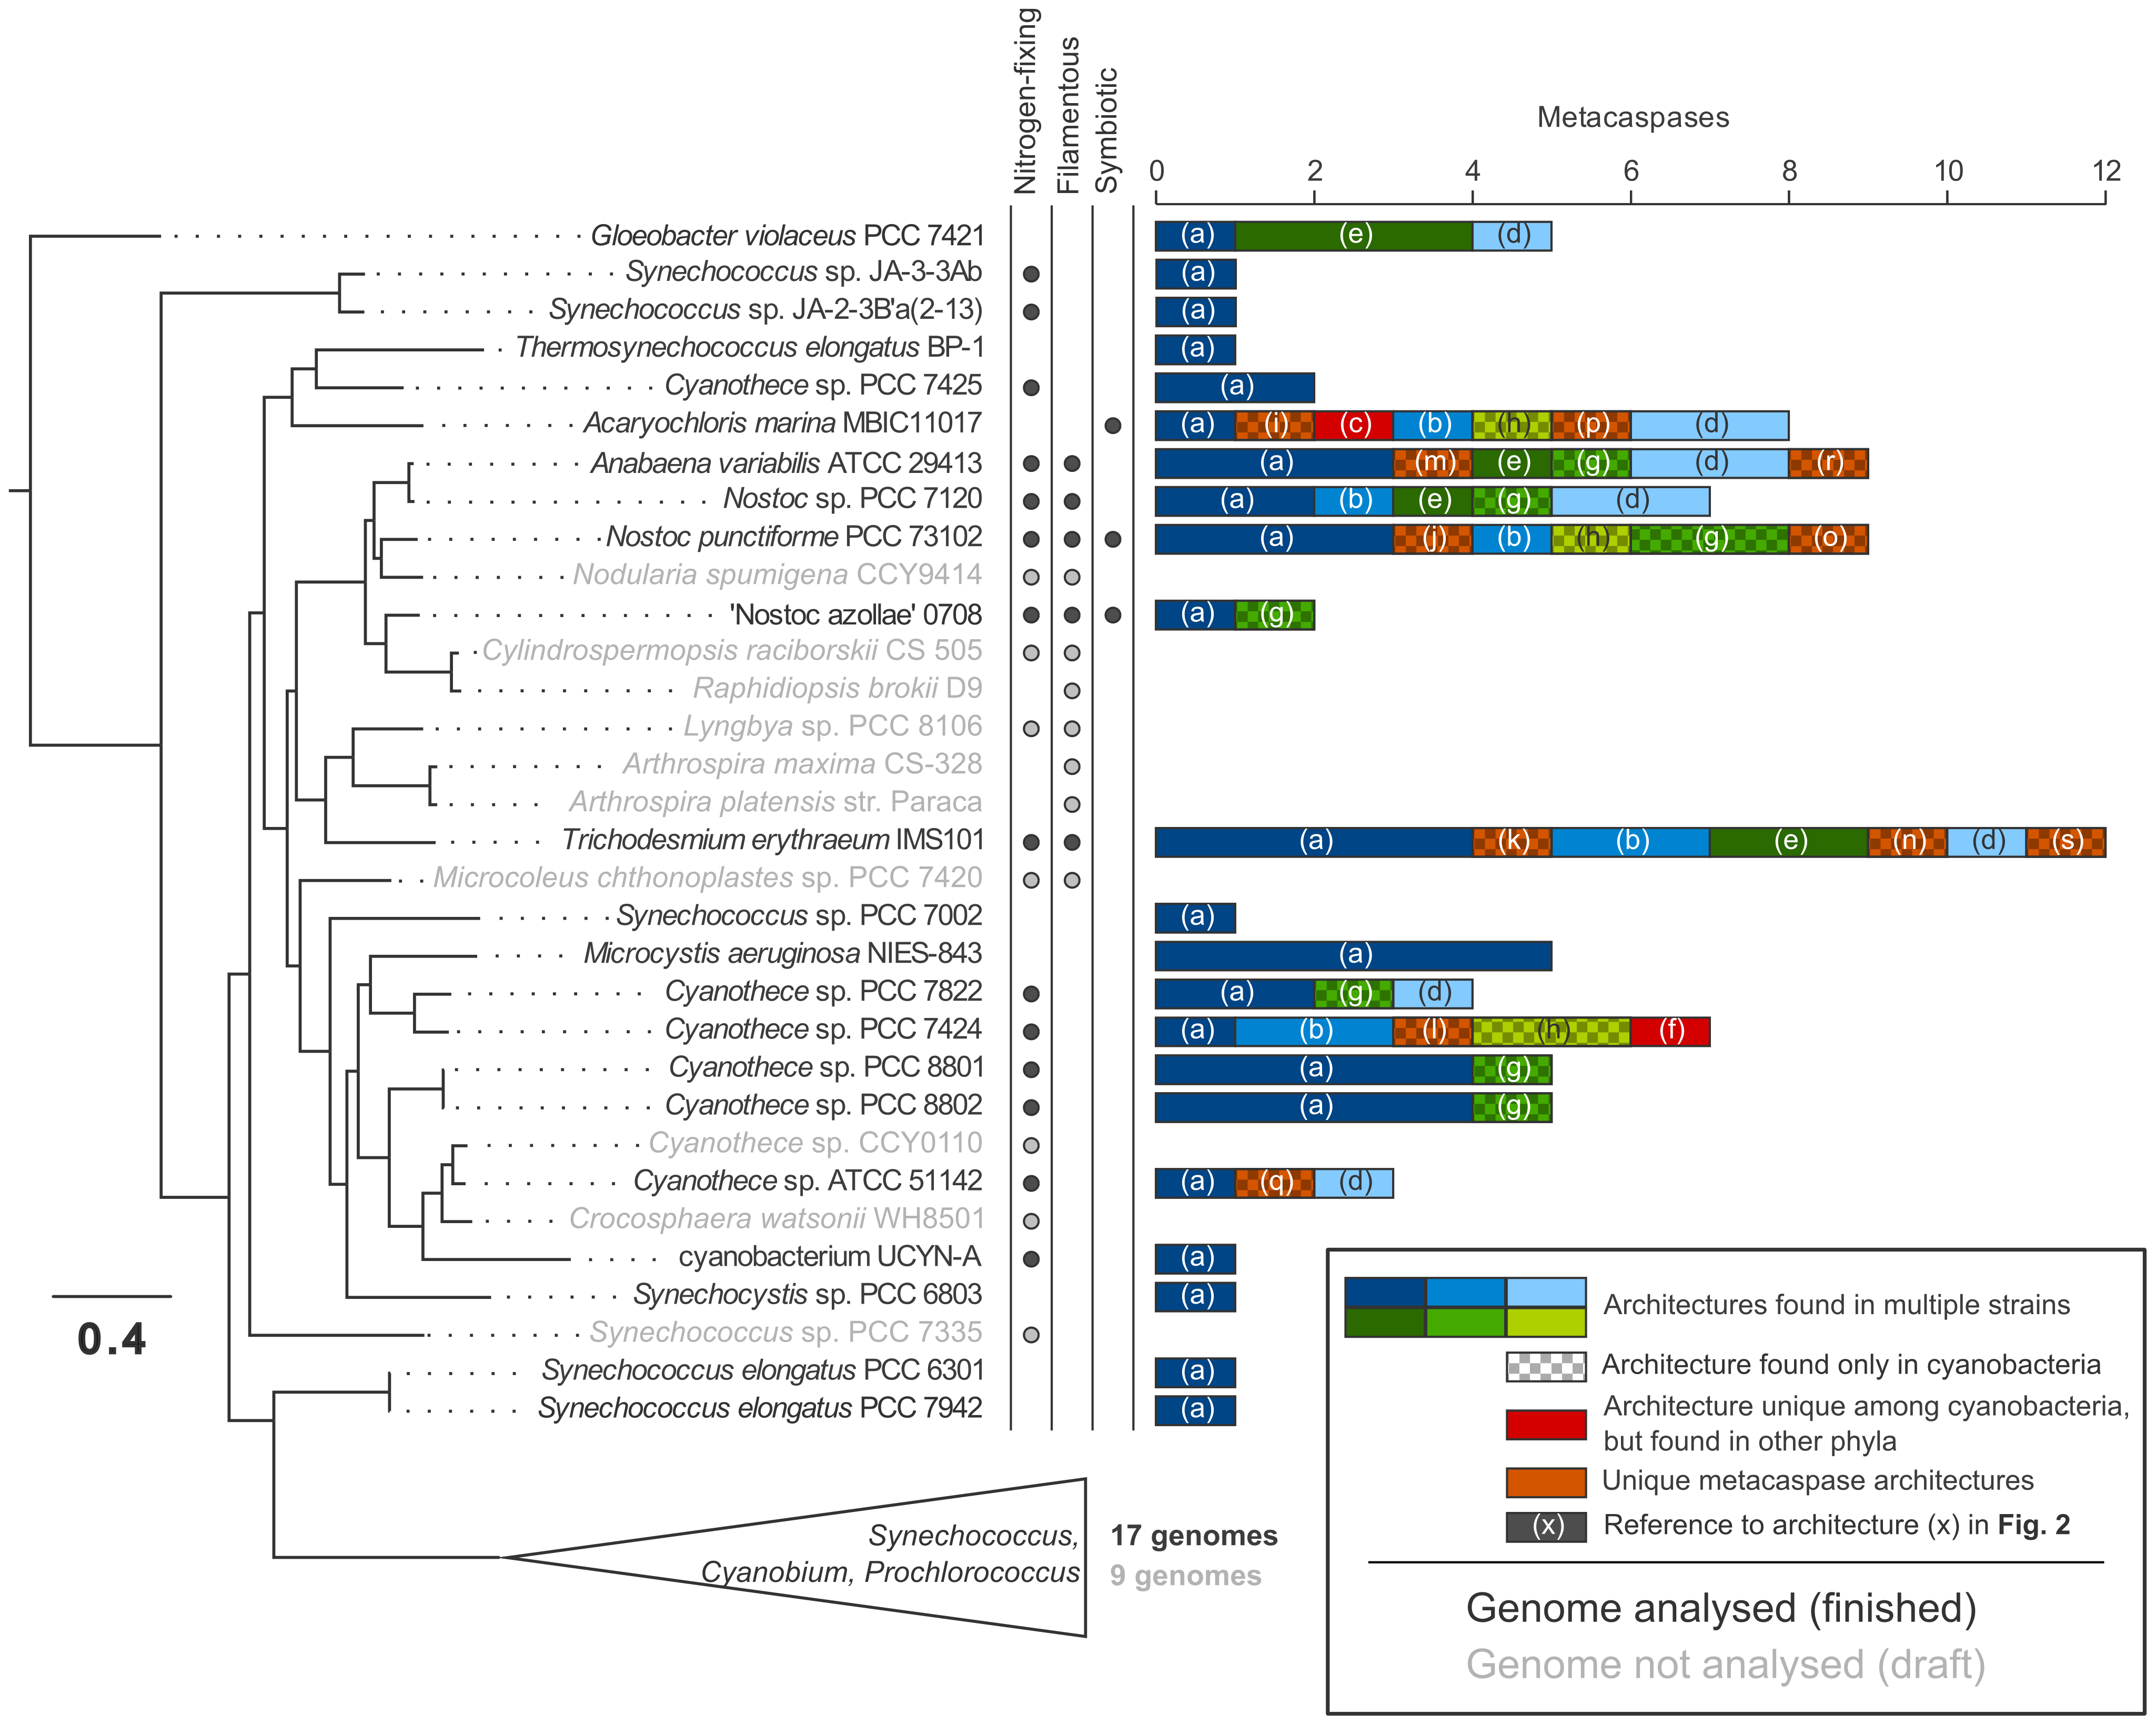 Nitrogen-fixing
Filamentous
Symbiotic
Metacaspases
0 2 4 6 8 10 12
Gloeobacter violaceus PCC 7421 (a) (e) (d)
Synechococcus sp. JA-3-3Ab (a)
Synechococcus sp. JA-2-3B'a(2-13) (a)
Thermosynechococcus elongatus BP-1 (a)
Cyanothece sp. PCC 7425 (a)
Acaryochloris marina MBIC11017 (a) (i) (c) (b) (h) (p) (d)
Anabaena variabilis ATCC 29413 (a) (m) (e) (g) (d) (r)
Nostoc sp. PCC 7120 (a) (b) (e) (g) (d)
Nostoc punctiforme PCC 73102 (a) (j) (b) (h) (g) (o)
Nodularia spumigena CCY9414
'Nostoc azollae' 0708 (a) (g)
Cylindrospermopsis raciborskii CS 505
Raphidiopsis brokii D9
Lyngbya sp. PCC 8106
Arthrospira maxima CS-328
Arthrospira platensis str. Paraca
Trichodesmium erythraeum IMS101 (a) (k) (b) (e) (n) (d) (s)
Microcoleus chthonoplastes sp. PCC 7420
Synechococcus sp. PCC 7002 (a)
Microcystis aeruginosa NIES-843 (a)
Cyanothece sp. PCC 7822 (a) (g) (d)
Cyanothece sp. PCC 7424 (a) (b) (l) (h) (f)
Cyanothece sp. PCC 8801 (a) (g)
Cyanothece sp. PCC 8802 (a) (g)
Cyanothece sp. CCY0110
Cyanothece sp. ATCC 51142 (a) (q) (d)
Crocosphaera watsonii WH8501
cyanobacterium UCYN-A (a)
Synechocystis sp. PCC 6803 (a)
Synechococcus sp. PCC 7335
Synechococcus elongatus PCC 6301 (a)
Synechococcus elongatus PCC 7942 (a)
0.4
Synechococcus,
Cyanobium, Prochlorococcus
17 genomes
9 genomes
Architectures found in multiple strains
Architecture found only in cyanobacteria
Architecture unique among cyanobacteria,
but found in other phyla
Unique metacaspase architectures
(x) Reference to architecture (x) in Fig. 2
Genome analysed (finished)
Genome not analysed (draft)